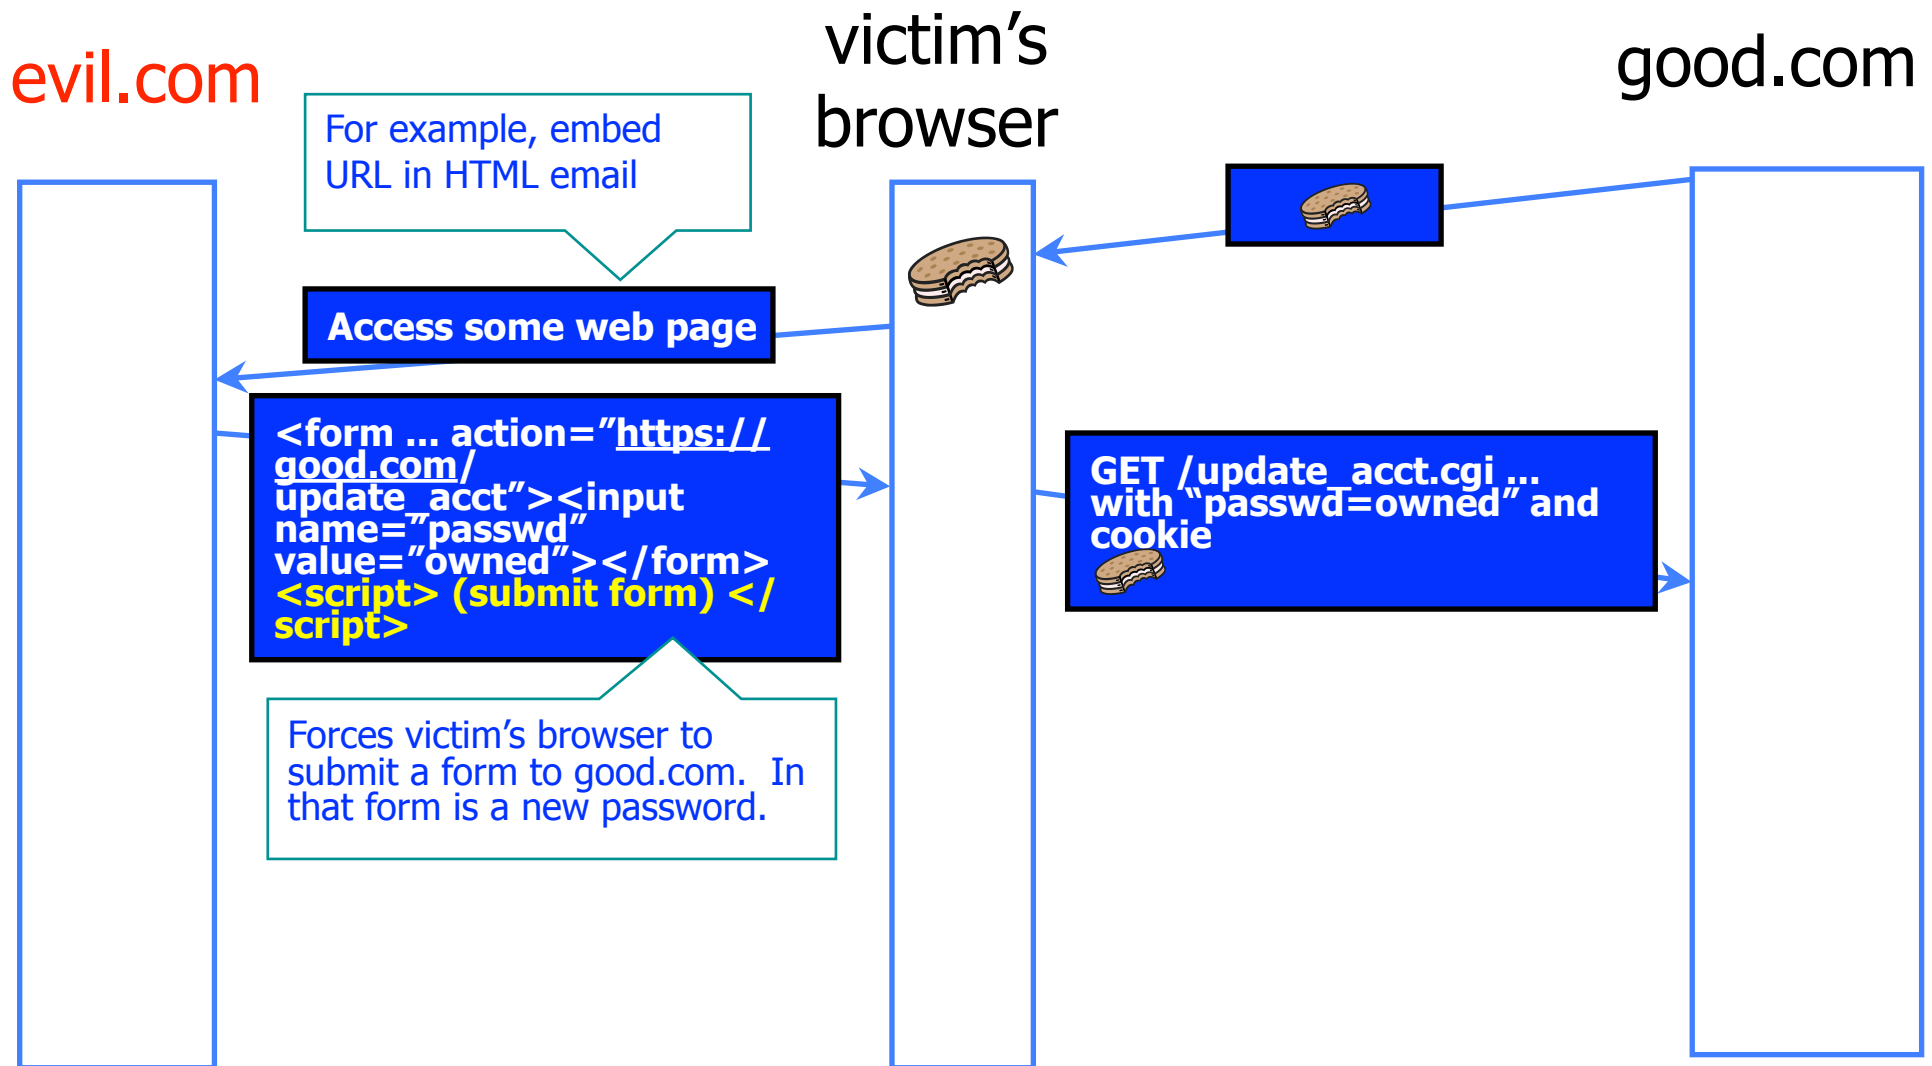 evil.com
victim’s
browser
good.com
For example, embed
URL in HTML email
Access some web page
<form … action=″https://
good.com/
update_acct″><input
name=″passwd″
value=″owned″></form>
<script> (submit form) </
script>
GET /update_acct.cgi …
with “passwd=owned” and
cookie
Forces victim’s browser to
submit a form to good.com.  In
that form is a new password.